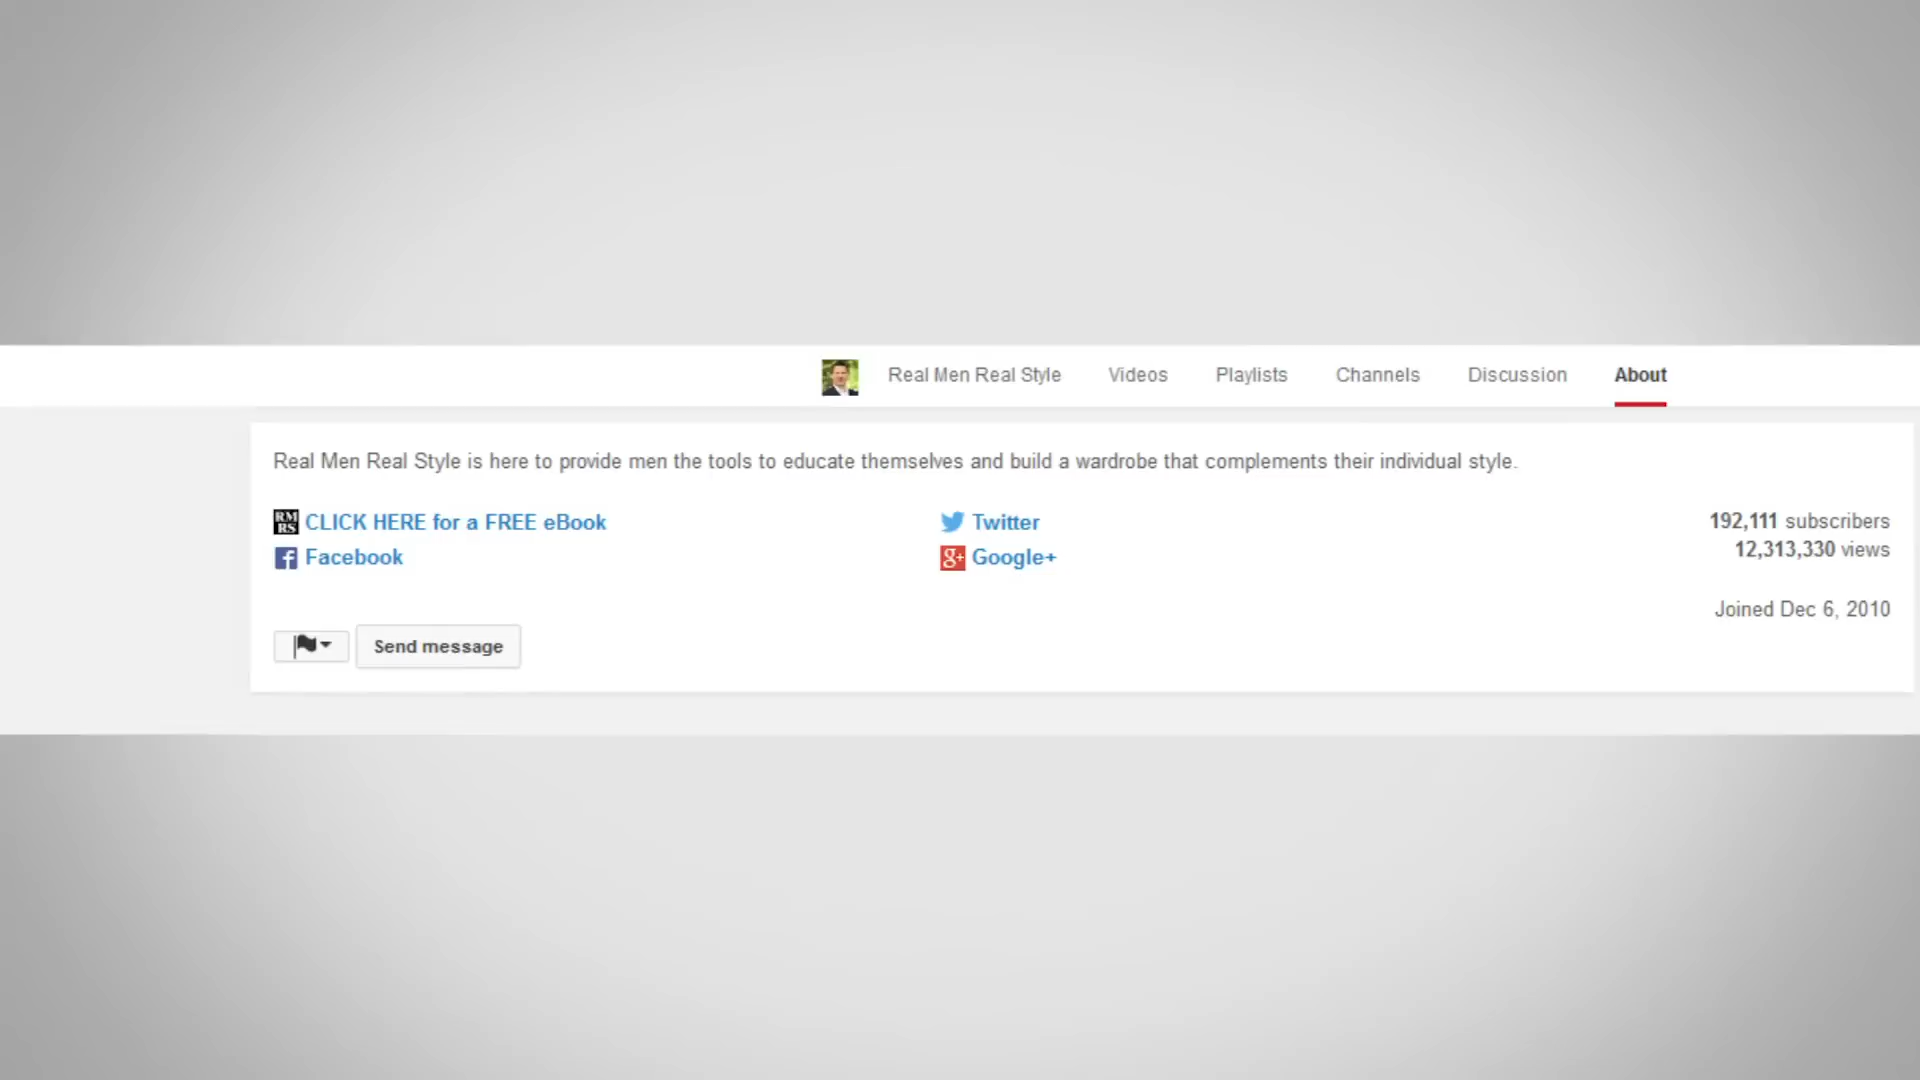 Real Men Real Style Videos Playlists Channels Discussion About
Real Men Real Style is here to provide men the tools to educate themselves and build a wardrobe that complements their individual style.
RM
RS
CLICK HERE for a FREE eBook
Twitter
192,111 subscribers
f Facebook
g+ Google+
12,313,330 views
Joined Dec 6, 2010
Send message